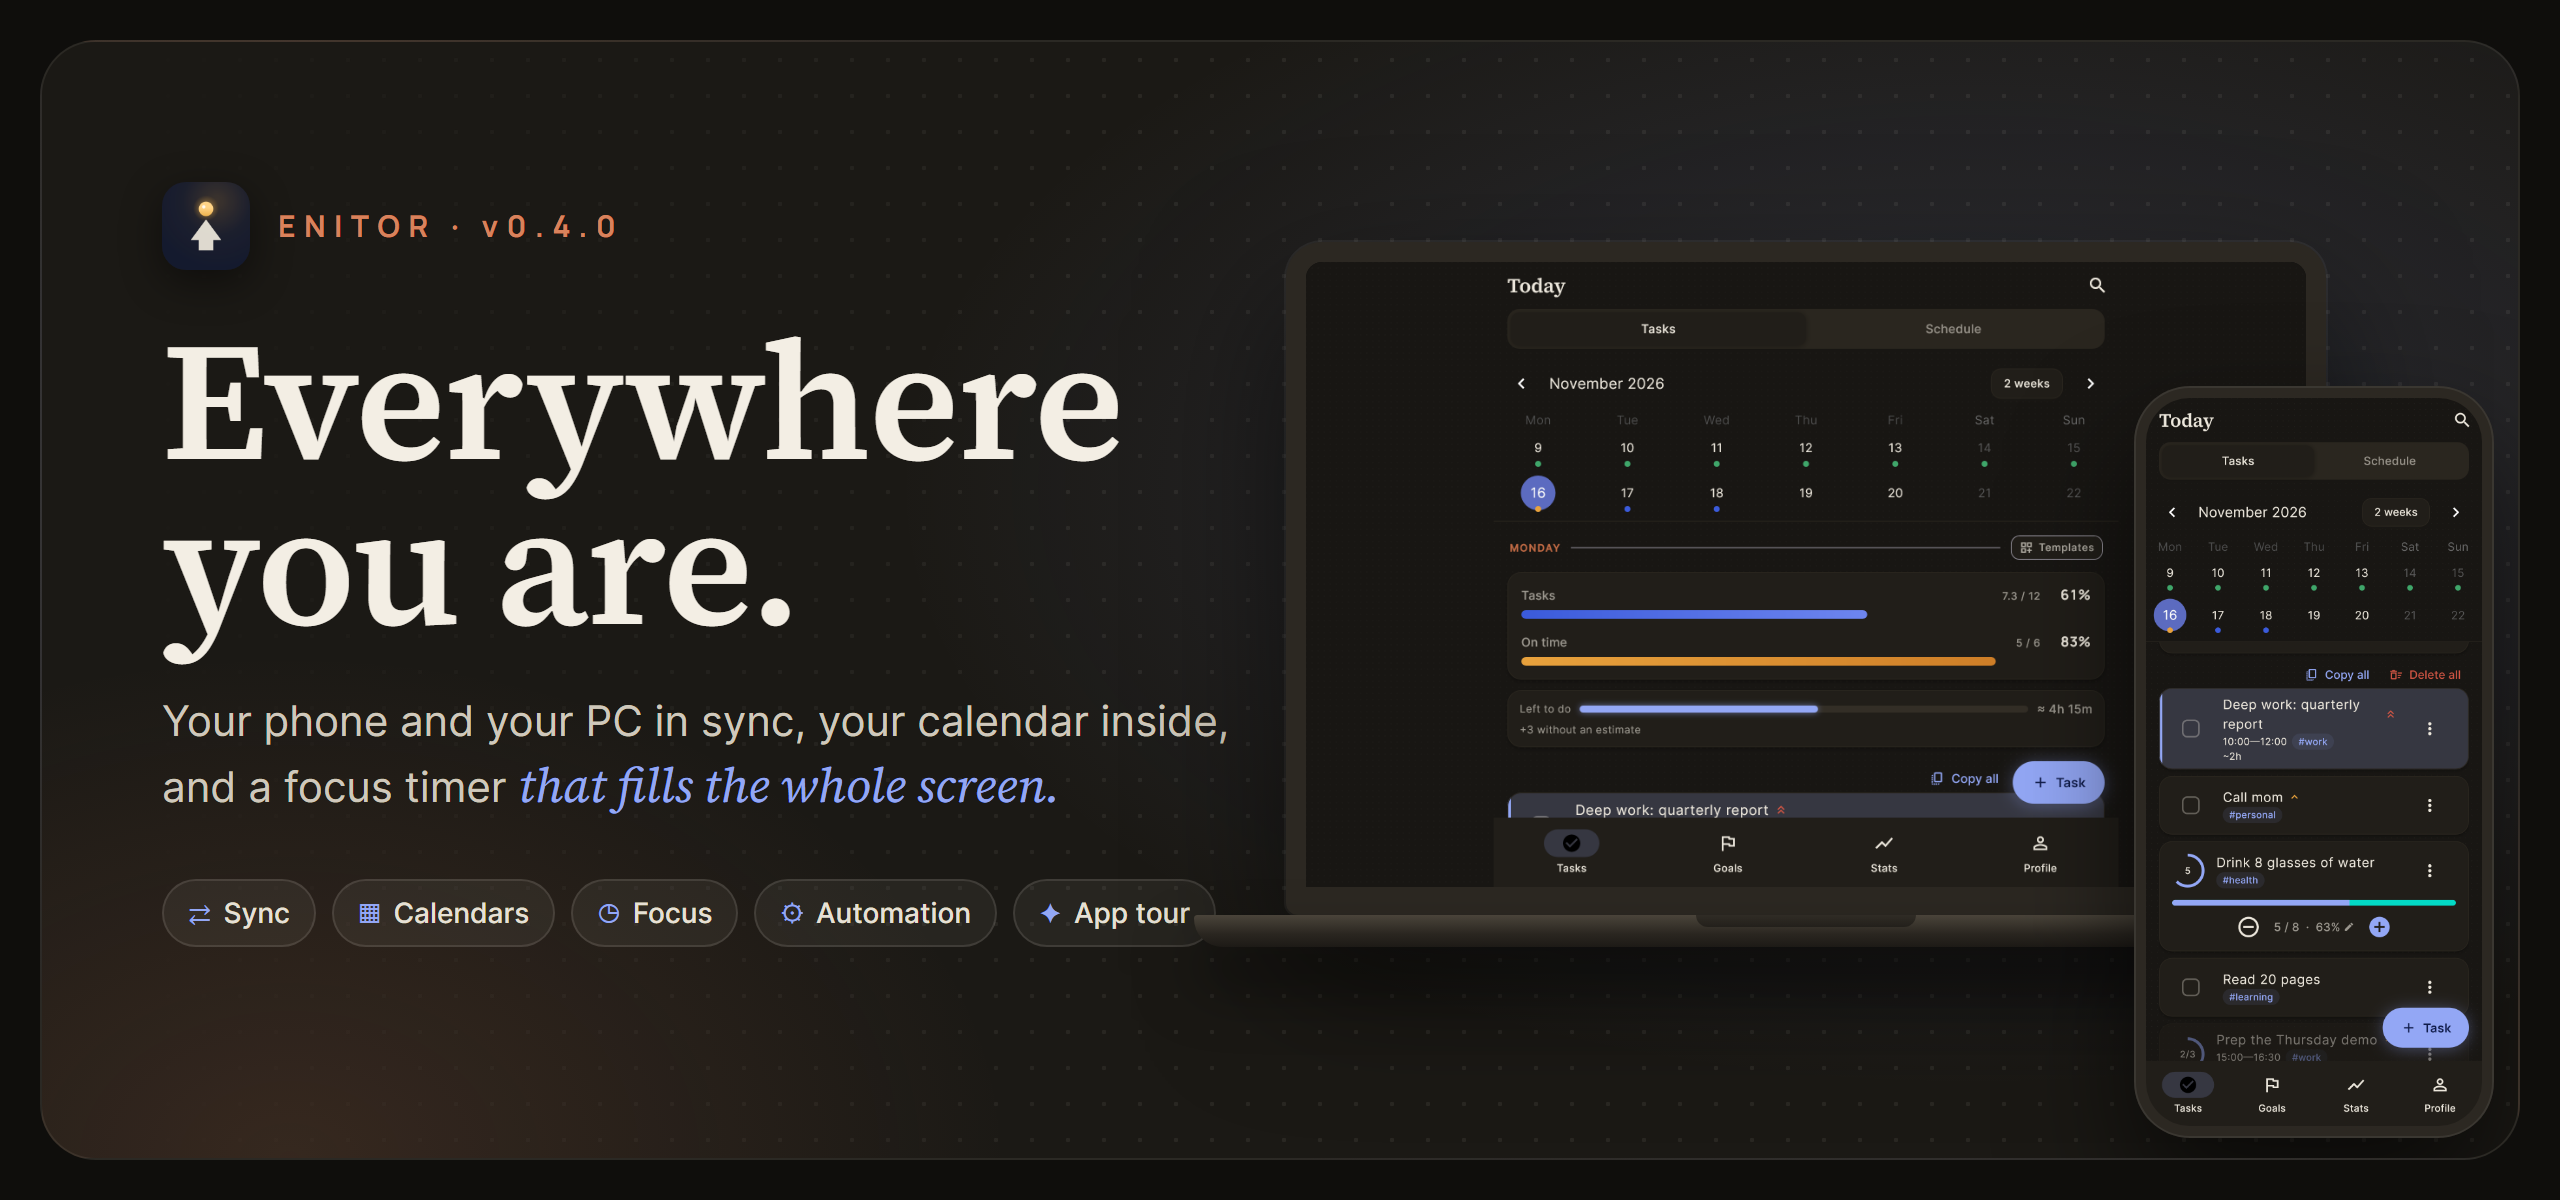 ENITOR · v0.4.0
Everywhere
you are.
Your phone and your PC in sync, your calendar inside,
and a focus timer that fills the whole screen.
Sync
Calendars
Focus
Automation
App tour
Today
Tasks Schedule
November 2026 2 weeks
Mon Tue Wed Thu Fri Sat Sun
9 10 11 12 13 14 15
16 17 18 19 20 21 22
MONDAY Templates
Tasks 7.3 / 12 61%
On time 5 / 6 83%
Left to do ≈ 4h 15m
+3 without an estimate
Copy all + Task
Deep work: quarterly report
Tasks Goals Stats Profile
Today
Tasks Schedule
November 2026 2 weeks
Mon Tue Wed Thu Fri Sat Sun
9 10 11 12 13 14 15
16 17 18 19 20 21 22
Copy all Delete all
Deep work: quarterly
report
10:00—12:00 #work
~2h
Call mom
#personal
5 Drink 8 glasses of water
#health
5 / 8 · 63%
Read 20 pages
#learning
+ Task
Prep the Thursday demo
2/3 15:00—16:30 #work
Tasks Goals Stats Profile